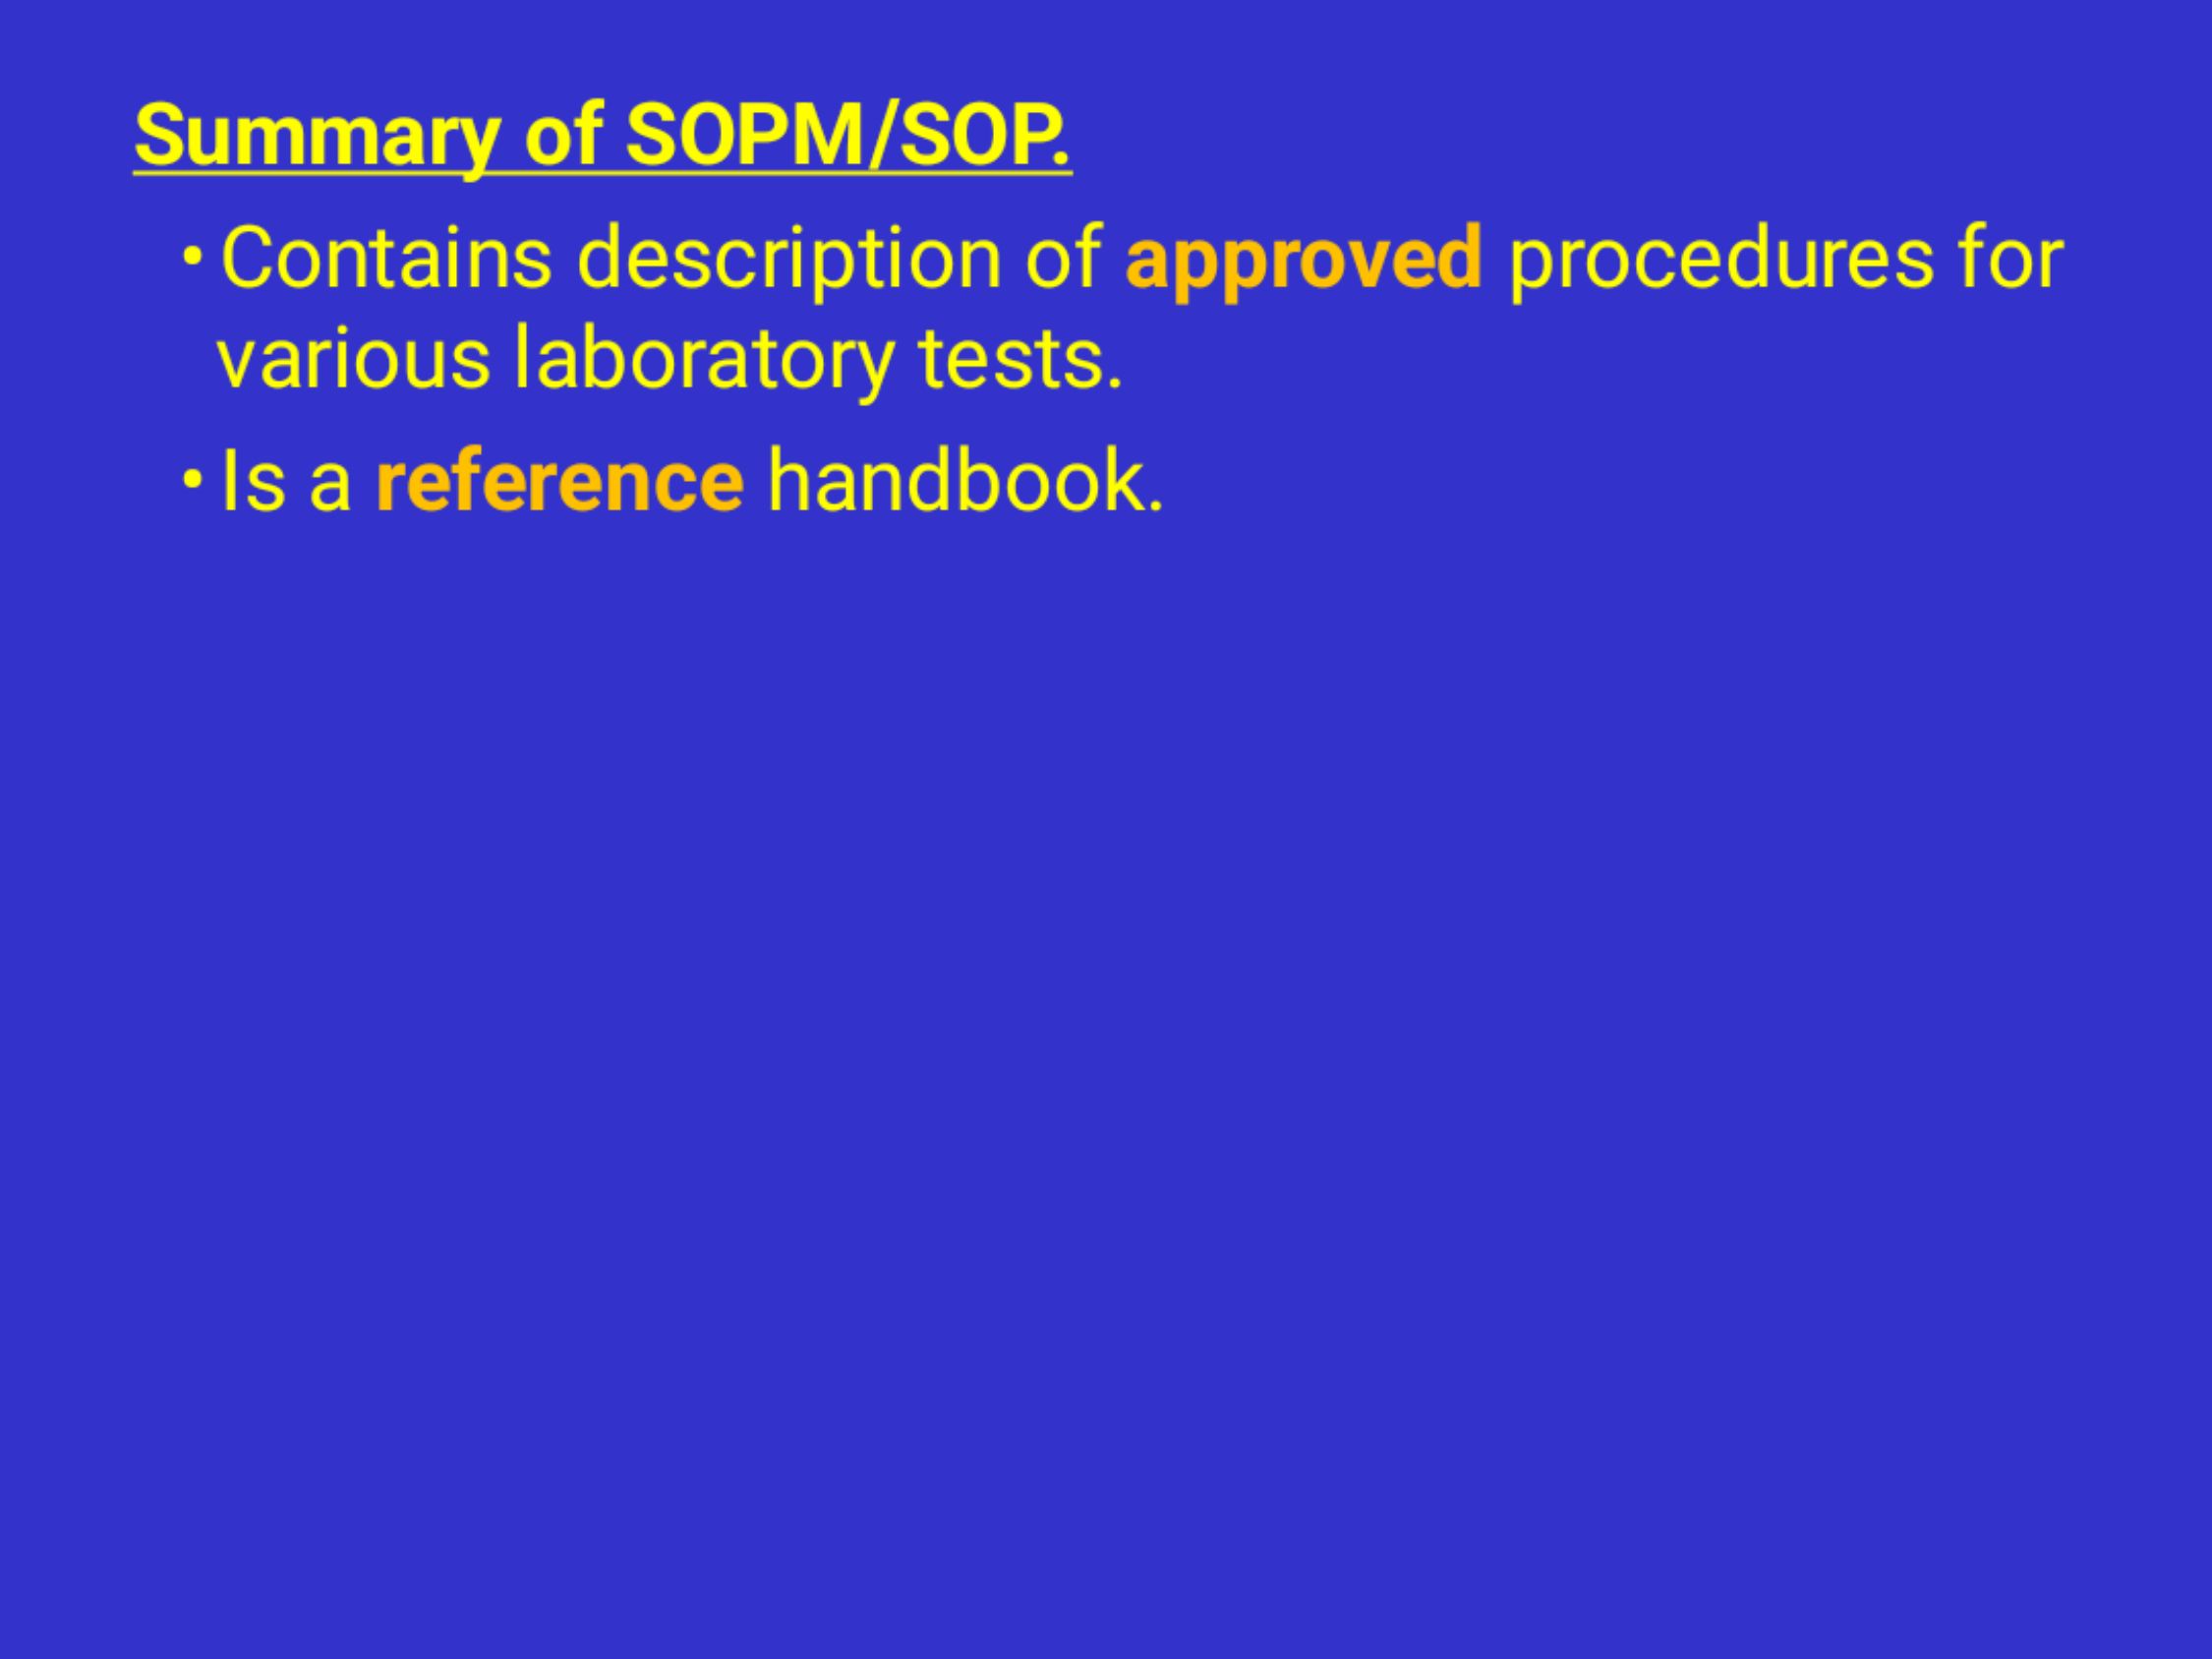 Summary of SOPM/SOP.
• Contains description of approved procedures for
various laboratory tests.
• Is a reference handbook.